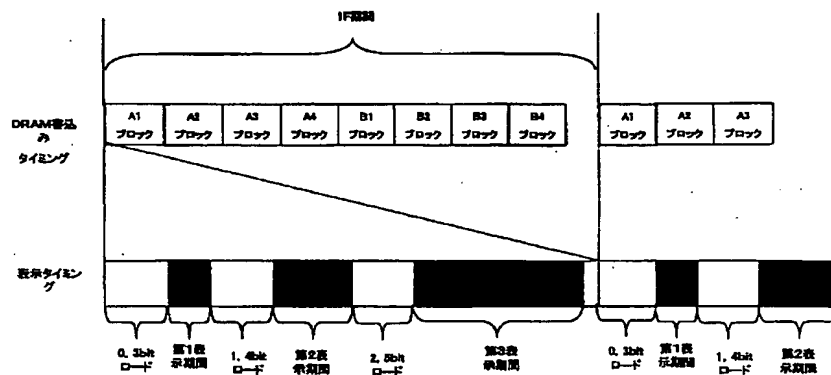 1F期間
DRAM書込
み
タイミング
A1
ブロック
A2
ブロック
A3
ブロック
A4
ブロック
B1
ブロック
B2
ブロック
B3
ブロック
B4
ブロック
A1
ブロック
A2
ブロック
A3
ブロック
表示タイミン
グ
0, 3bit
ロード
第1表
示期間
1, 4bit
ロード
第2表
示期間
2, 5bit
ロード
第3表
示期間
0, 3bit
ロード
第1表
示期間
1, 4bit
ロード
第2表
示期間